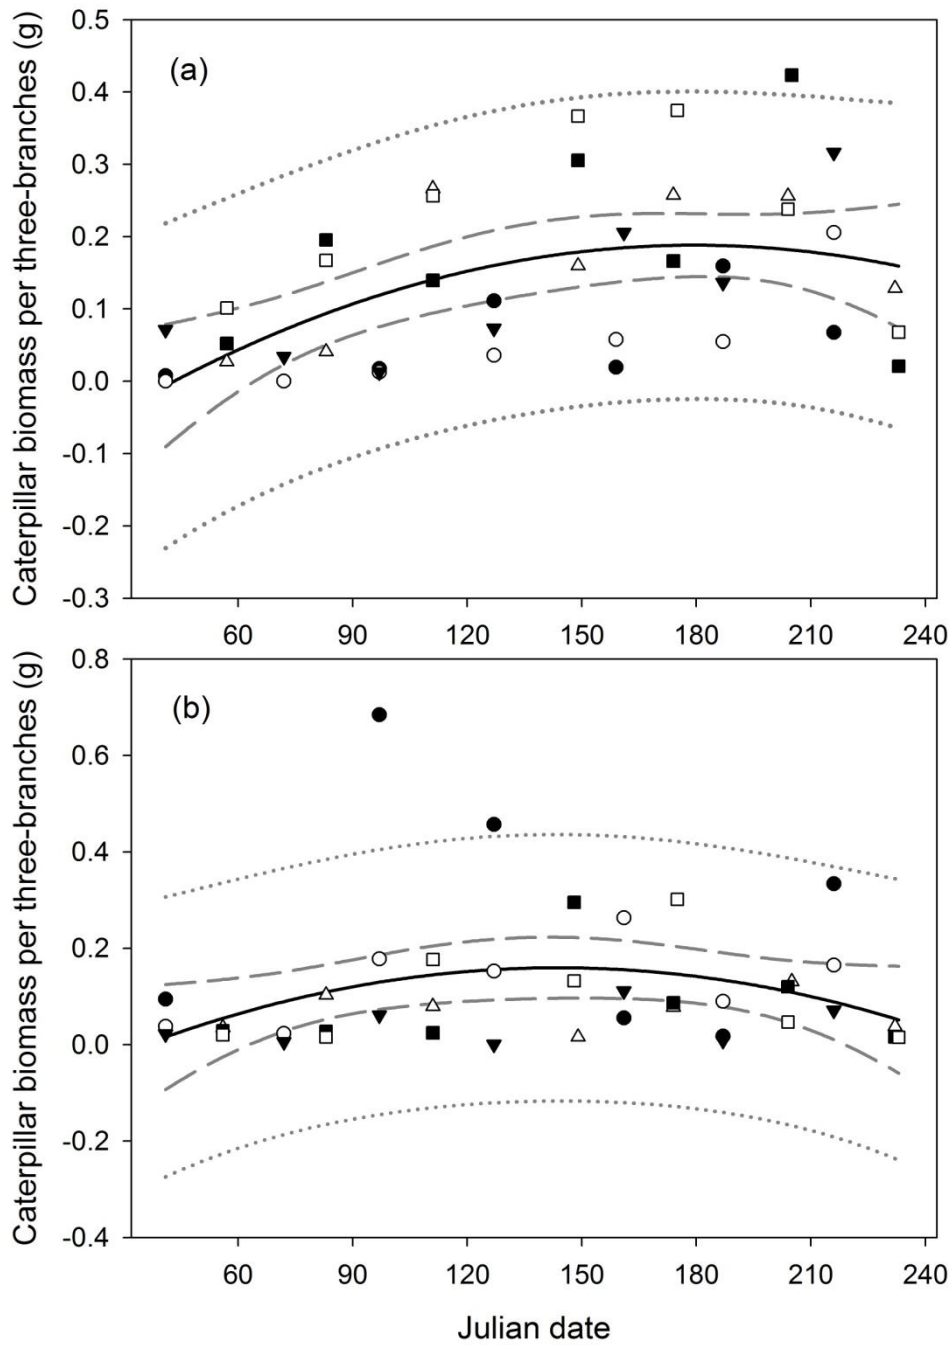 Caterpillar biomass per three-branches (g)
0.5
(a)
0.4
0.3
0.2
0.1
0.0
-0.1
-0.2
-0.3
60 90 120 150 180 210 240
Caterpillar biomass per three-branches (g)
0.8
(b)
0.6
0.4
0.2
0.0
-0.2
-0.4
60 90 120 150 180 210 240
Julian date